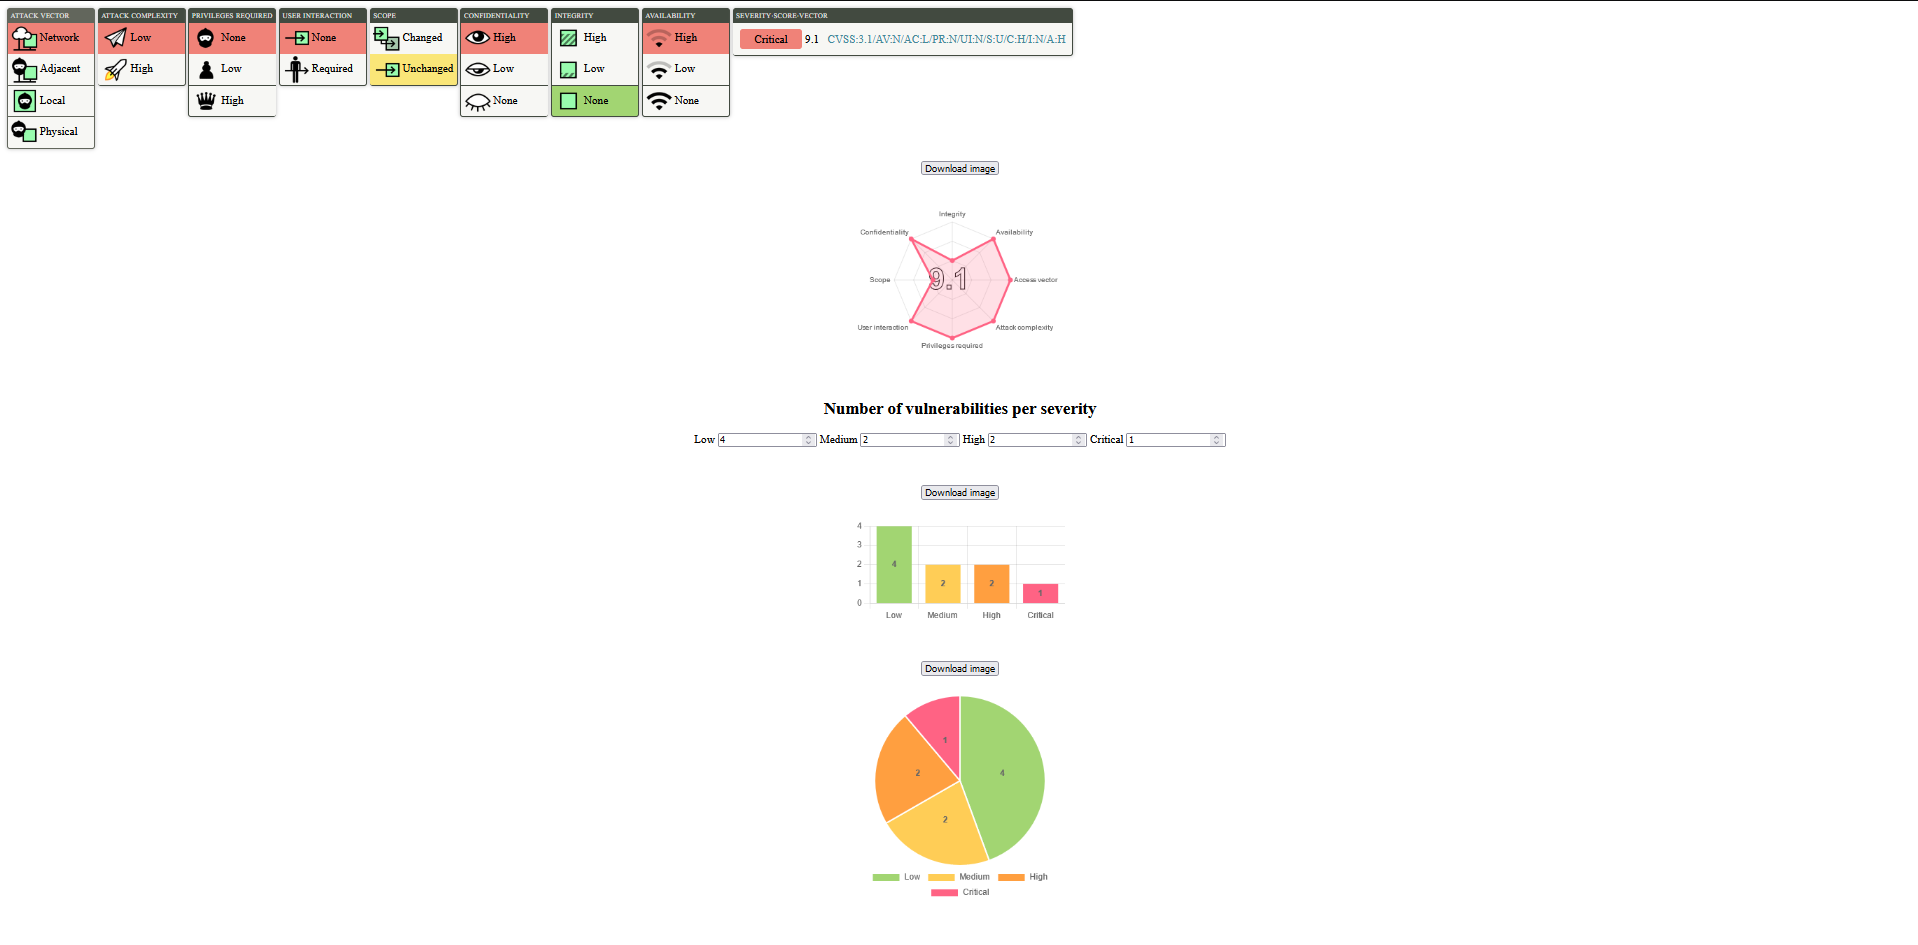 ATTACK VECTOR
Network
Adjacent
Local
Physical
ATTACK COMPLEXITY
Low
High
PRIVILEGES REQUIRED
None
Low
High
USER INTERACTION
None
Required
SCOPE
Changed
Unchanged
CONFIDENTIALITY
High
Low
None
INTEGRITY
High
Low
None
AVAILABILITY
High
Low
None
SEVERITY·SCORE·VECTOR
Critical 9.1 CVSS:3.1/AV:N/AC:L/PR:N/UI:N/S:U/C:H/I:N/A:H
Download image
Integrity
Confidentiality
Availability
Scope
9.1
Access vector
User interaction
Attack complexity
Privileges required
Number of vulnerabilities per severity
Low 4 Medium 2 High 2 Critical 1
Download image
4
3
2
1
0
4
2
2
1
Low Medium High Critical
Download image
1
2
4
2
Low Medium High
Critical